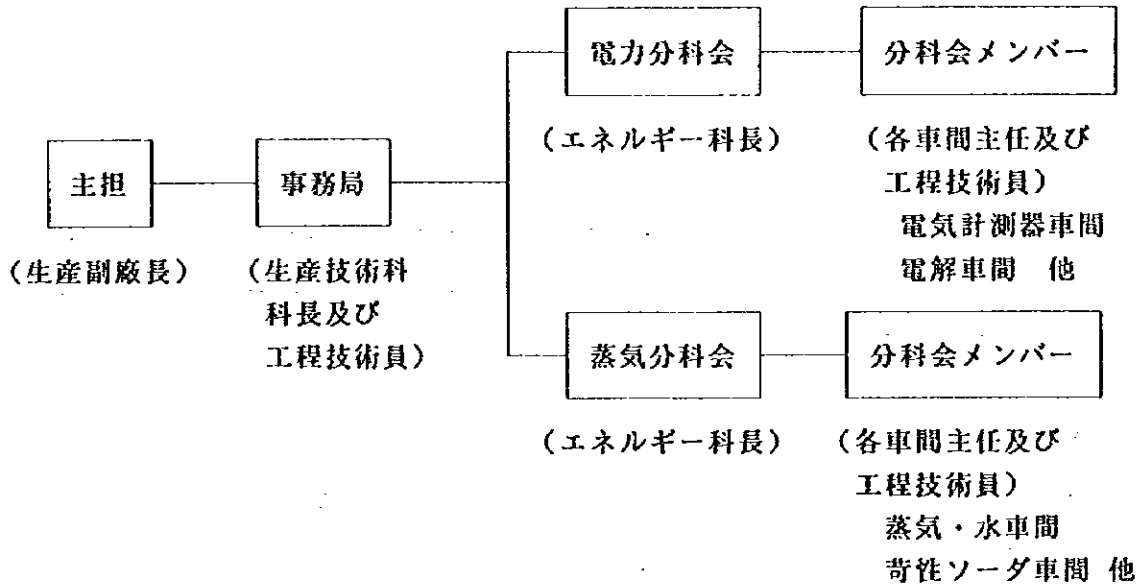 電力分科会
分科会メンバー
(エネルギー科長)
(各車間主任及び
工程技術員)
電気計測器車間
電解車間 他
主担
事務局
(生産副廠長)
(生産技術科
科長及び
工程技術員)
蒸気分科会
分科会メンバー
(エネルギー科長)
(各車間主任及び
工程技術員)
蒸気・水車間
苛性ソーダ車間 他